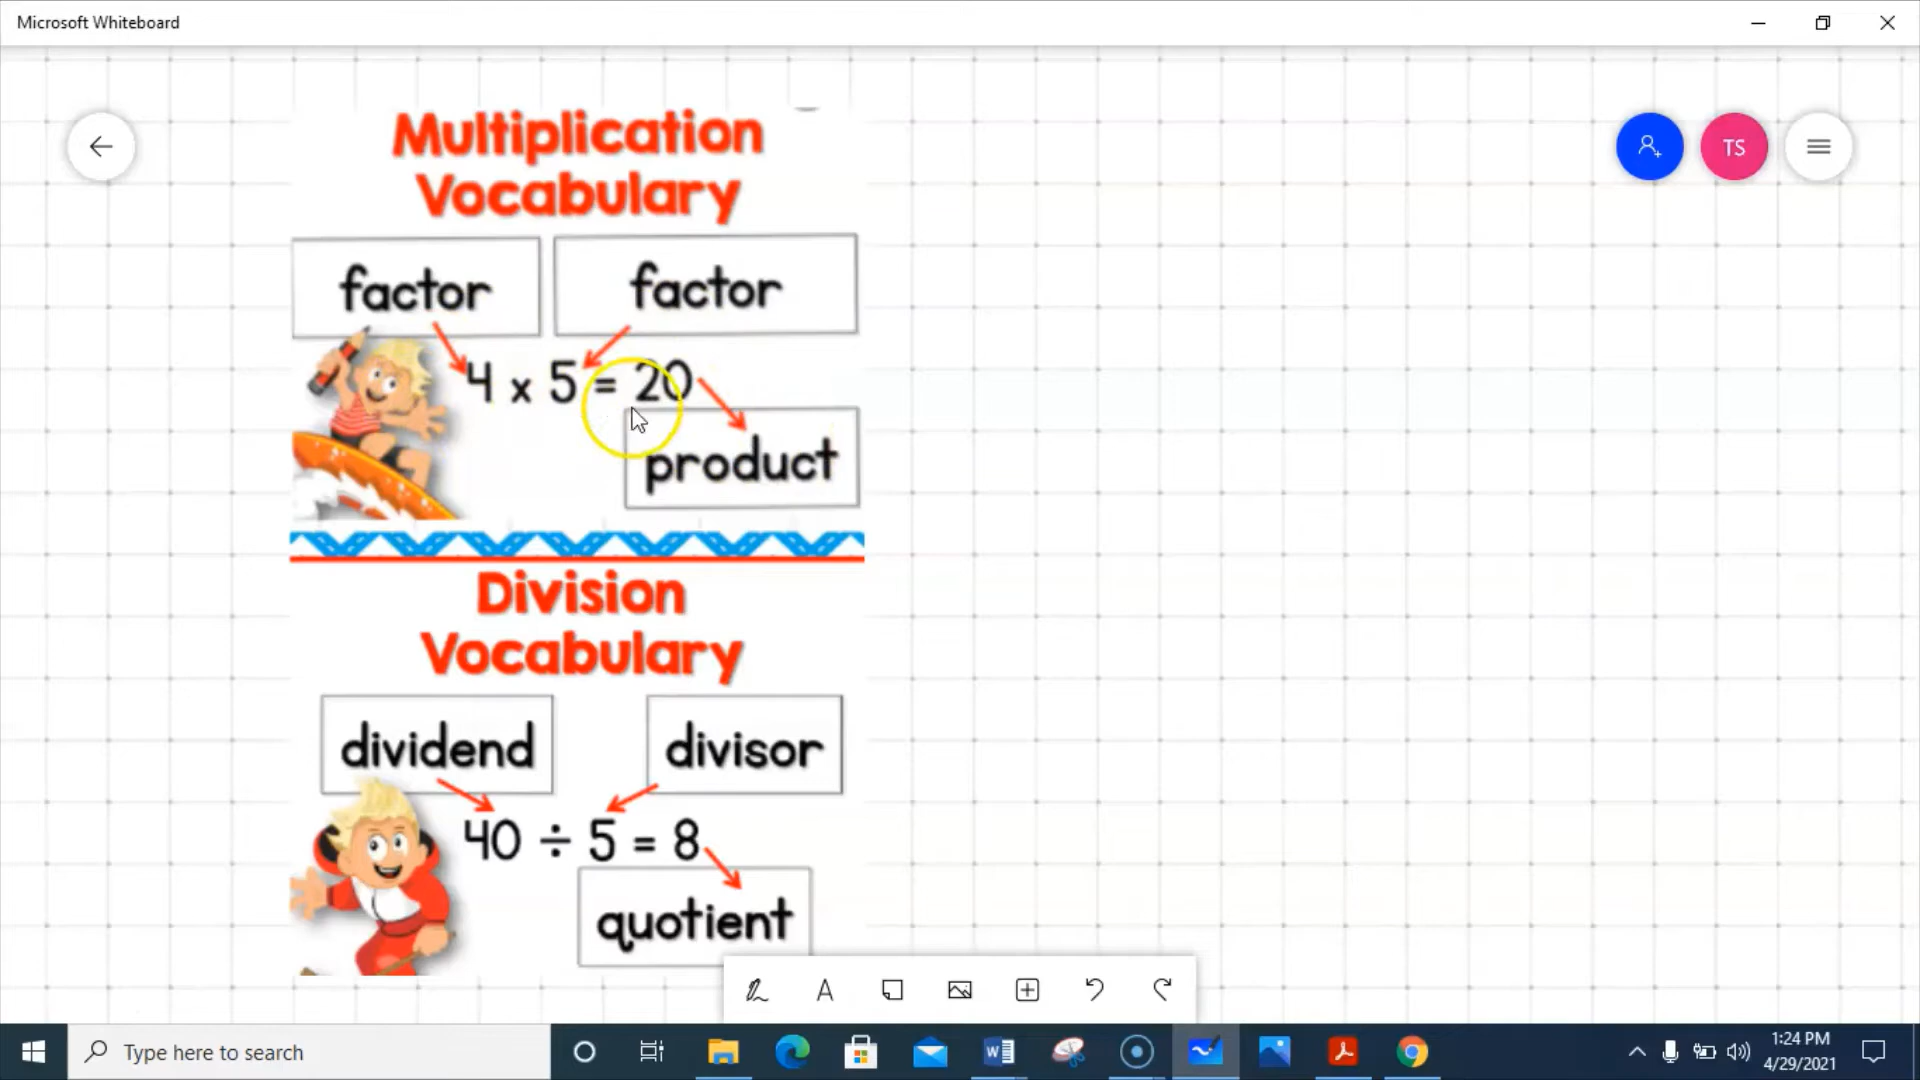 Microsoft Whiteboard
TS
Multiplication
Vocabulary
factor factor
4 x 5 = 20
product
Division
Vocabulary
dividend divisor
40 ÷ 5 = 8
quotient
A
Type here to search
1:24 PM
4/29/2021